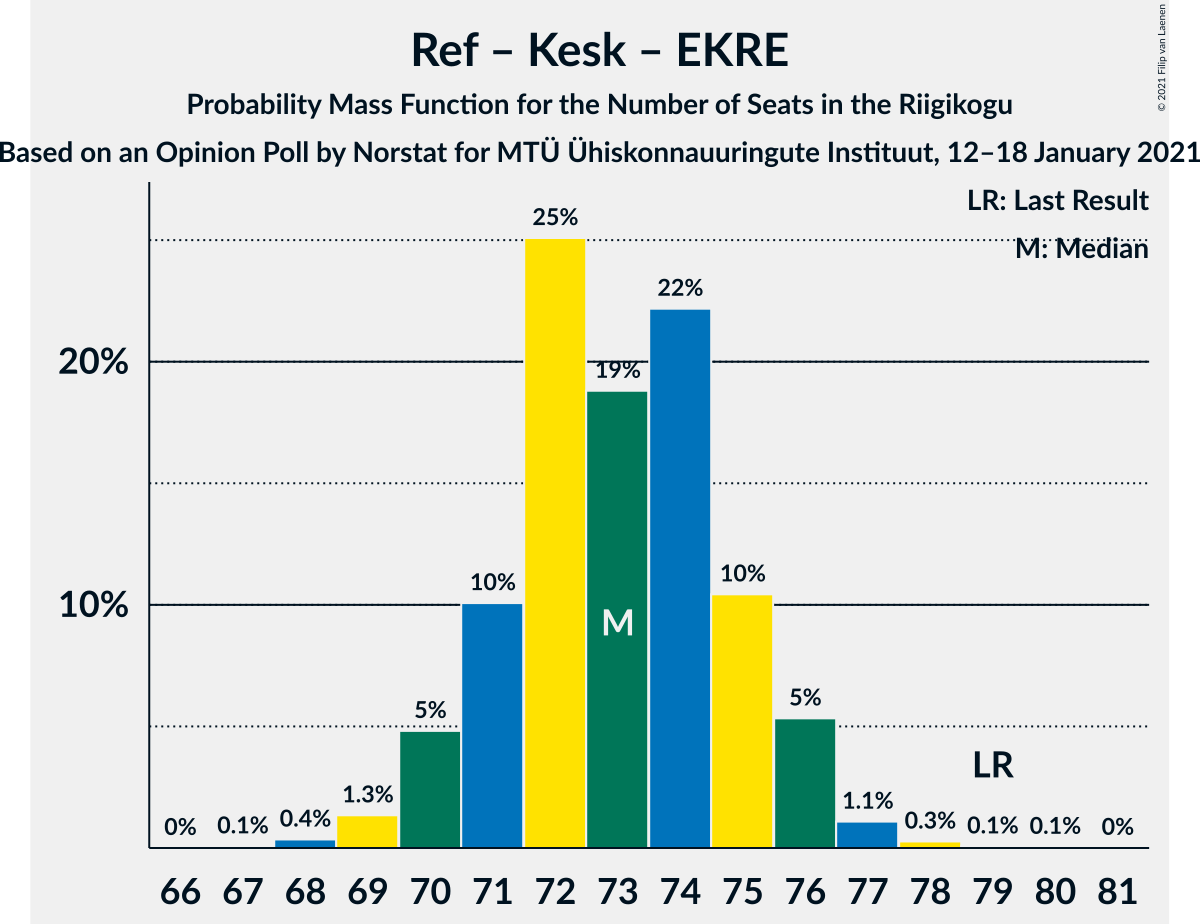 Ref – Kesk – EKRE
Probability Mass Function for the Number of Seats in the Riigikogu
Based on an Opinion Poll by Norstat for MTÜ Ühiskonnauuringute Instituut, 12–18 January 2021
© 2021 Filip van Laenen
LR: Last Result
M: Median
20%
10%
0% 0.1% 0.4% 1.3% 5% 10% 25% 19% 22% 10% 5% 1.1% 0.3% 0.1% 0.1% 0%
M
LR
66 67 68 69 70 71 72 73 74 75 76 77 78 79 80 81